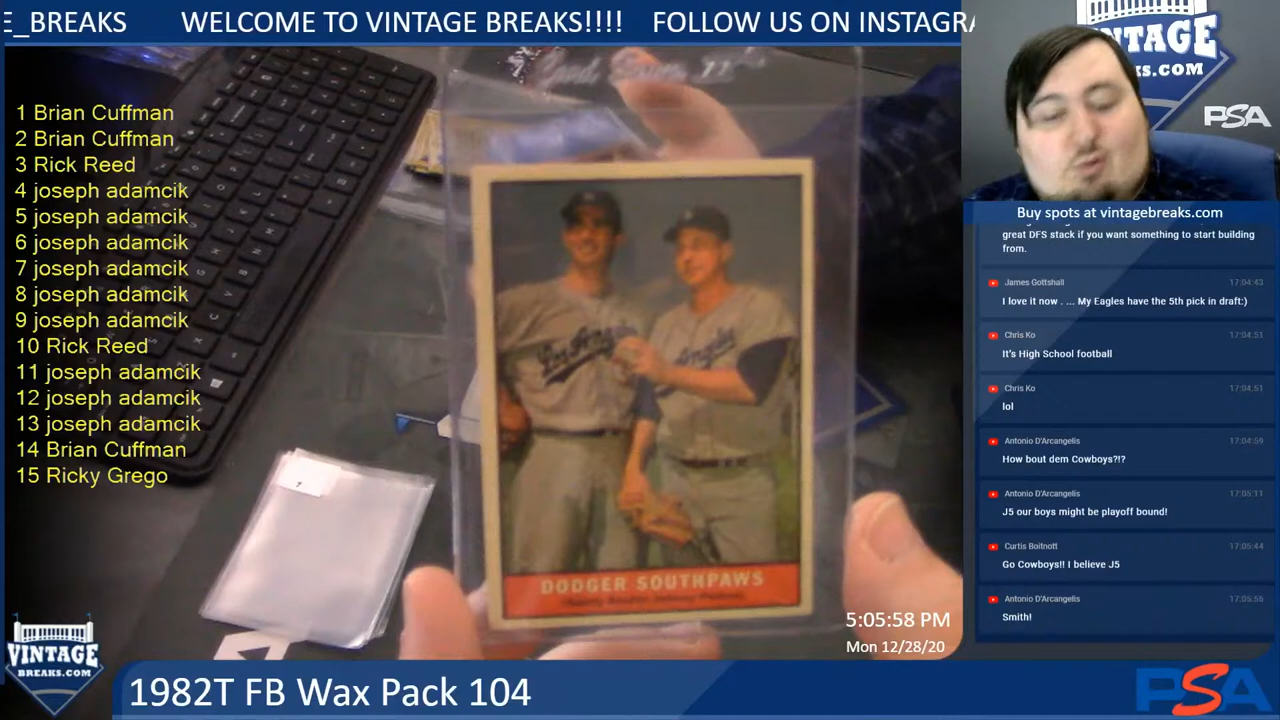 E_BREAKS WELCOME TO VINTAGE BREAKS!!!! FOLLOW US ON INSTAGRA
1 Brian Cuffman
2 Brian Cuffman
3 Rick Reed
4 joseph adamcik
5 joseph adamcik
6 joseph adamcik
7 joseph adamcik
8 joseph adamcik
9 joseph adamcik
10 Rick Reed
11 joseph adamcik
12 joseph adamcik
13 joseph adamcik
14 Brian Cuffman
15 Ricky Grego
DODGER SOUTHPAWS
5:05:58 PM
Mon 12/28/20
VINTAGE
BREAKS.COM
1982T FB Wax Pack 104
VINTAGE
KS.COM
PSA
Buy spots at vintagebreaks.com
great DFS stack if you want something to start building
from.
James Gottshall 17:04:43
I love it now . ... My Eagles have the 5th pick in draft:)
Chris Ko 17:04:51
It's High School football
Chris Ko 17:04:51
lol
Antonio D'Arcangelis 17:04:59
How bout dem Cowboys?!?
Antonio D'Arcangelis 17:05:11
J5 our boys might be playoff bound!
Curtis Boitnott 17:05:44
Go Cowboys!! I believe J5
Antonio D'Arcangelis 17:05:56
Smith!
PSA